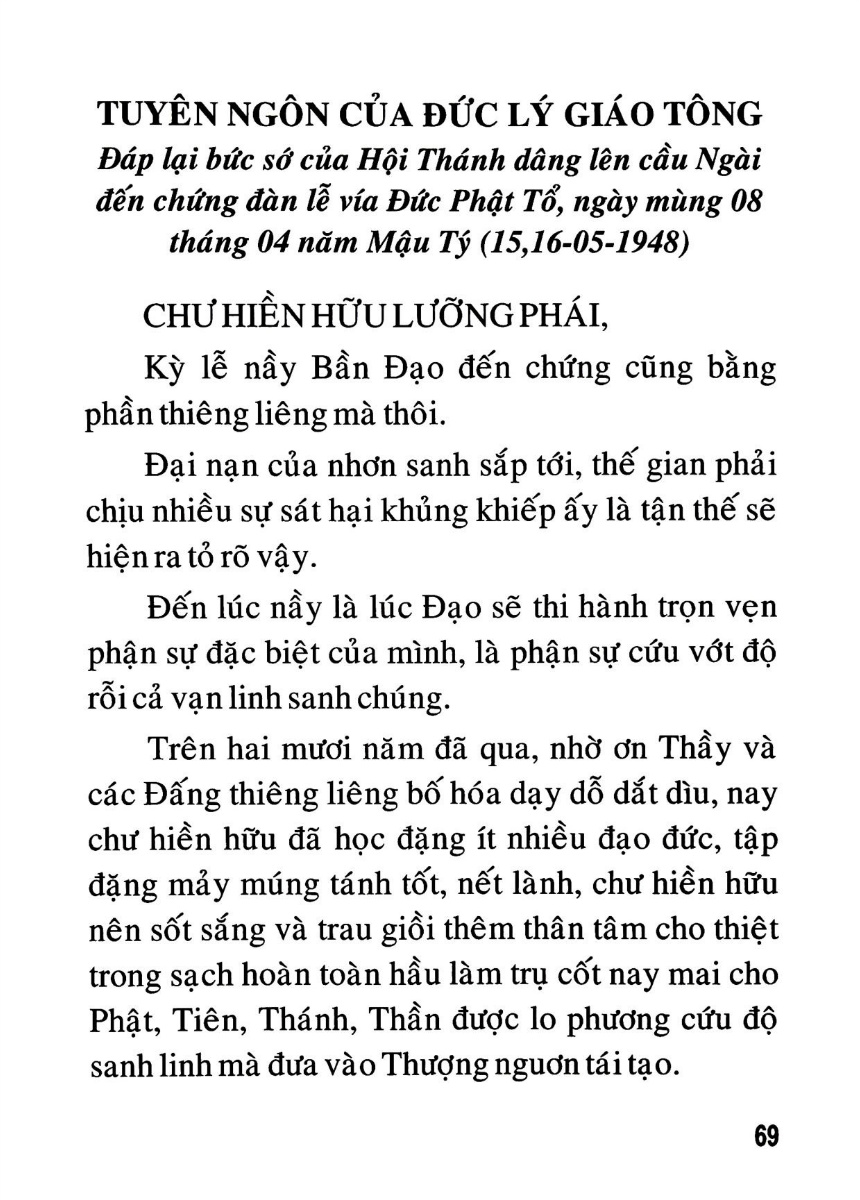 TUYÊN NGÔN CỦA ĐỨC LÝ GIÁO TÔNG
Đáp lại bức sớ của Hội Thánh dâng lên cầu Ngài
đến chứng đàn lễ vía Đức Phật Tổ, ngày mùng 08
tháng 04 năm Mậu Tý (15,16-05-1948)
CHƯ HIỀN HỮU LƯỠNG PHÁI,
Kỳ lễ nầy Bần Đạo đến chứng cũng bằng
phần thiêng liêng mà thôi.
Đại nạn của nhơn sanh sắp tới, thế gian phải
chịu nhiều sự sát hại khủng khiếp ấy là tận thế sẽ
hiện ra tỏ rõ vậy.
Đến lúc nầy là lúc Đạo sẽ thi hành trọn vẹn
phận sự đặc biệt của mình, là phận sự cứu vớt độ
rỗi cả vạn linh sanh chúng.
Trên hai mươi năm đã qua, nhờ ơn Thầy và
các Đấng thiêng liêng bố hóa dạy dỗ dắt dìu, nay
chư hiền hữu đã học đặng ít nhiều đạo đức, tập
đặng mảy múng tánh tốt, nết lành, chư hiền hữu
nên sốt sắng và trau giồi thêm thân tâm cho thiệt
trong sạch hoàn toàn hầu làm trụ cốt nay mai cho
Phật, Tiên, Thánh, Thần được lo phương cứu độ
sanh linh mà đưa vào Thượng nguơn tái tạo.
69